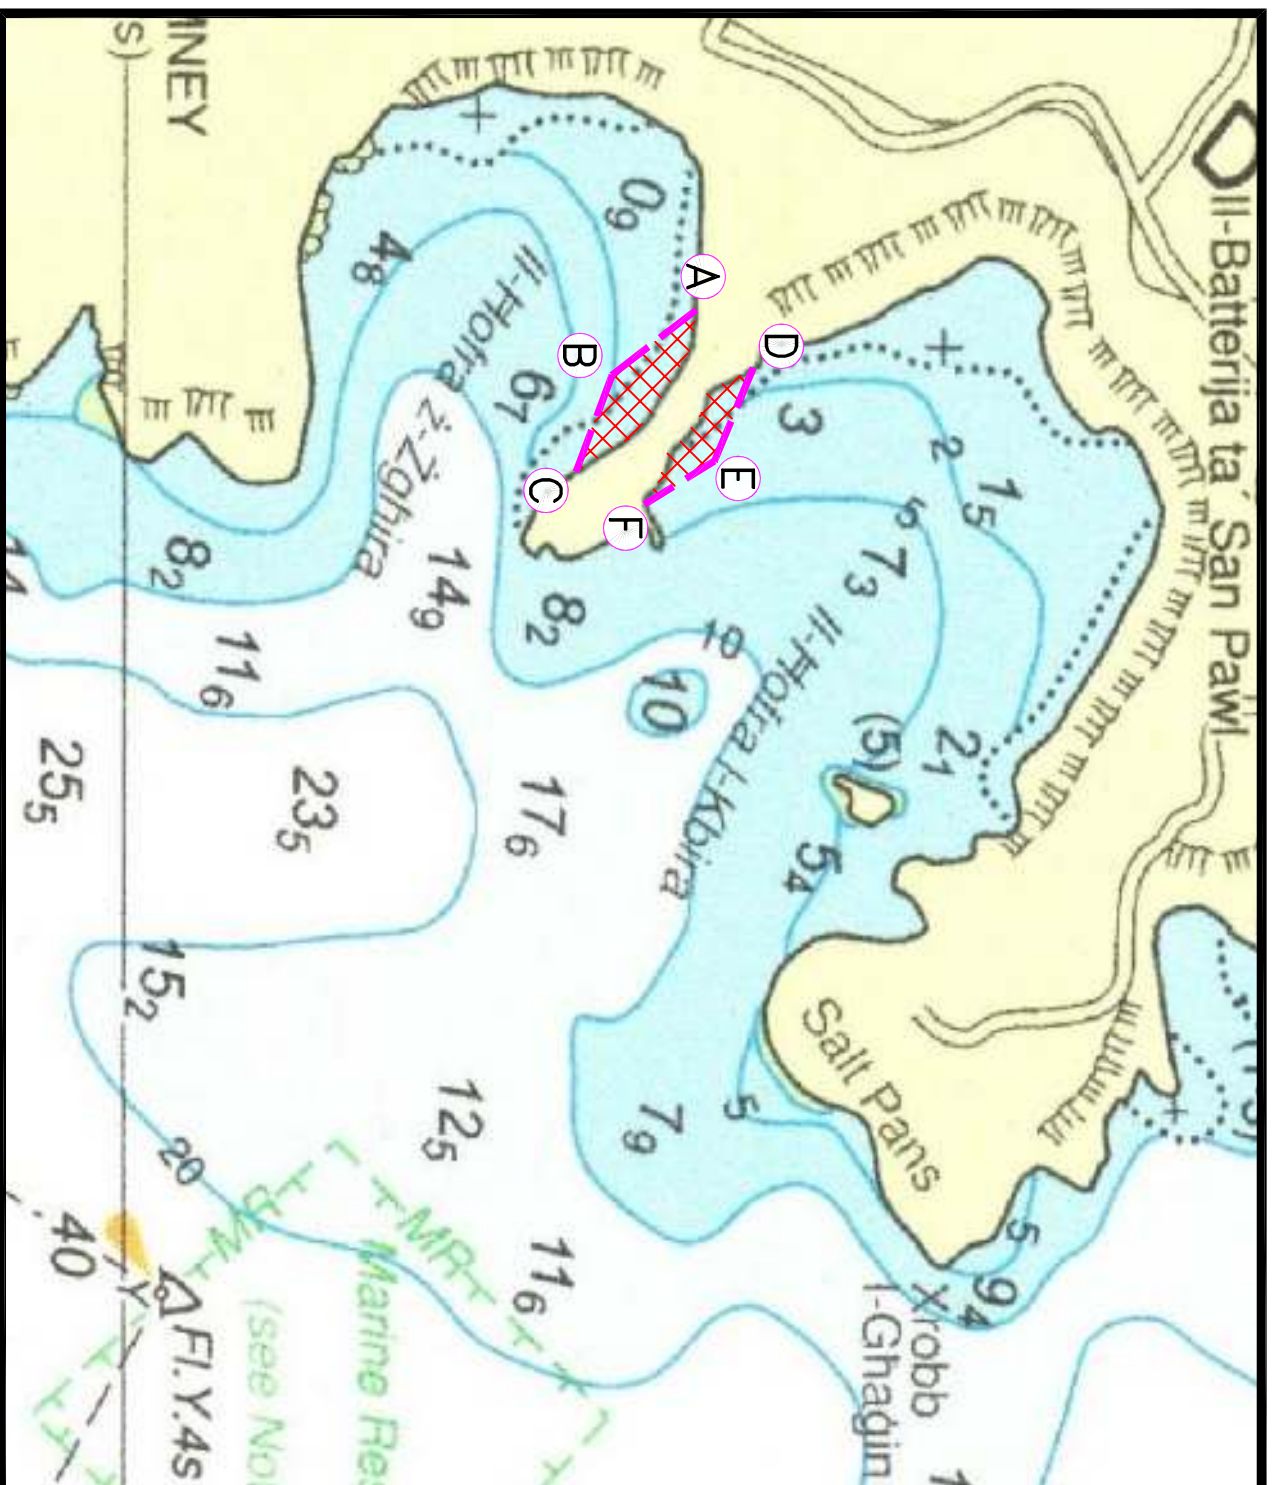 Il-Batterija ta' San Pawl
S)
0₉
4₈
Il-Ħofra
ż-Żgħira
6₇
A
B
C
D
E
F
3
2
1₅
5
7₃
Il-Ħofra l-Kbira
8₂
14₉
8₂
10
10
11₆
2₁
(5)
5₄
17₆
23₅
25₅
15₂
Salt Pans
12₅
7₉
5
5
9₄
20
MR
MR
11₆
Xrobb
l-Għaġin
40
Fl.Y.4s
Y
Marine Res
(see No